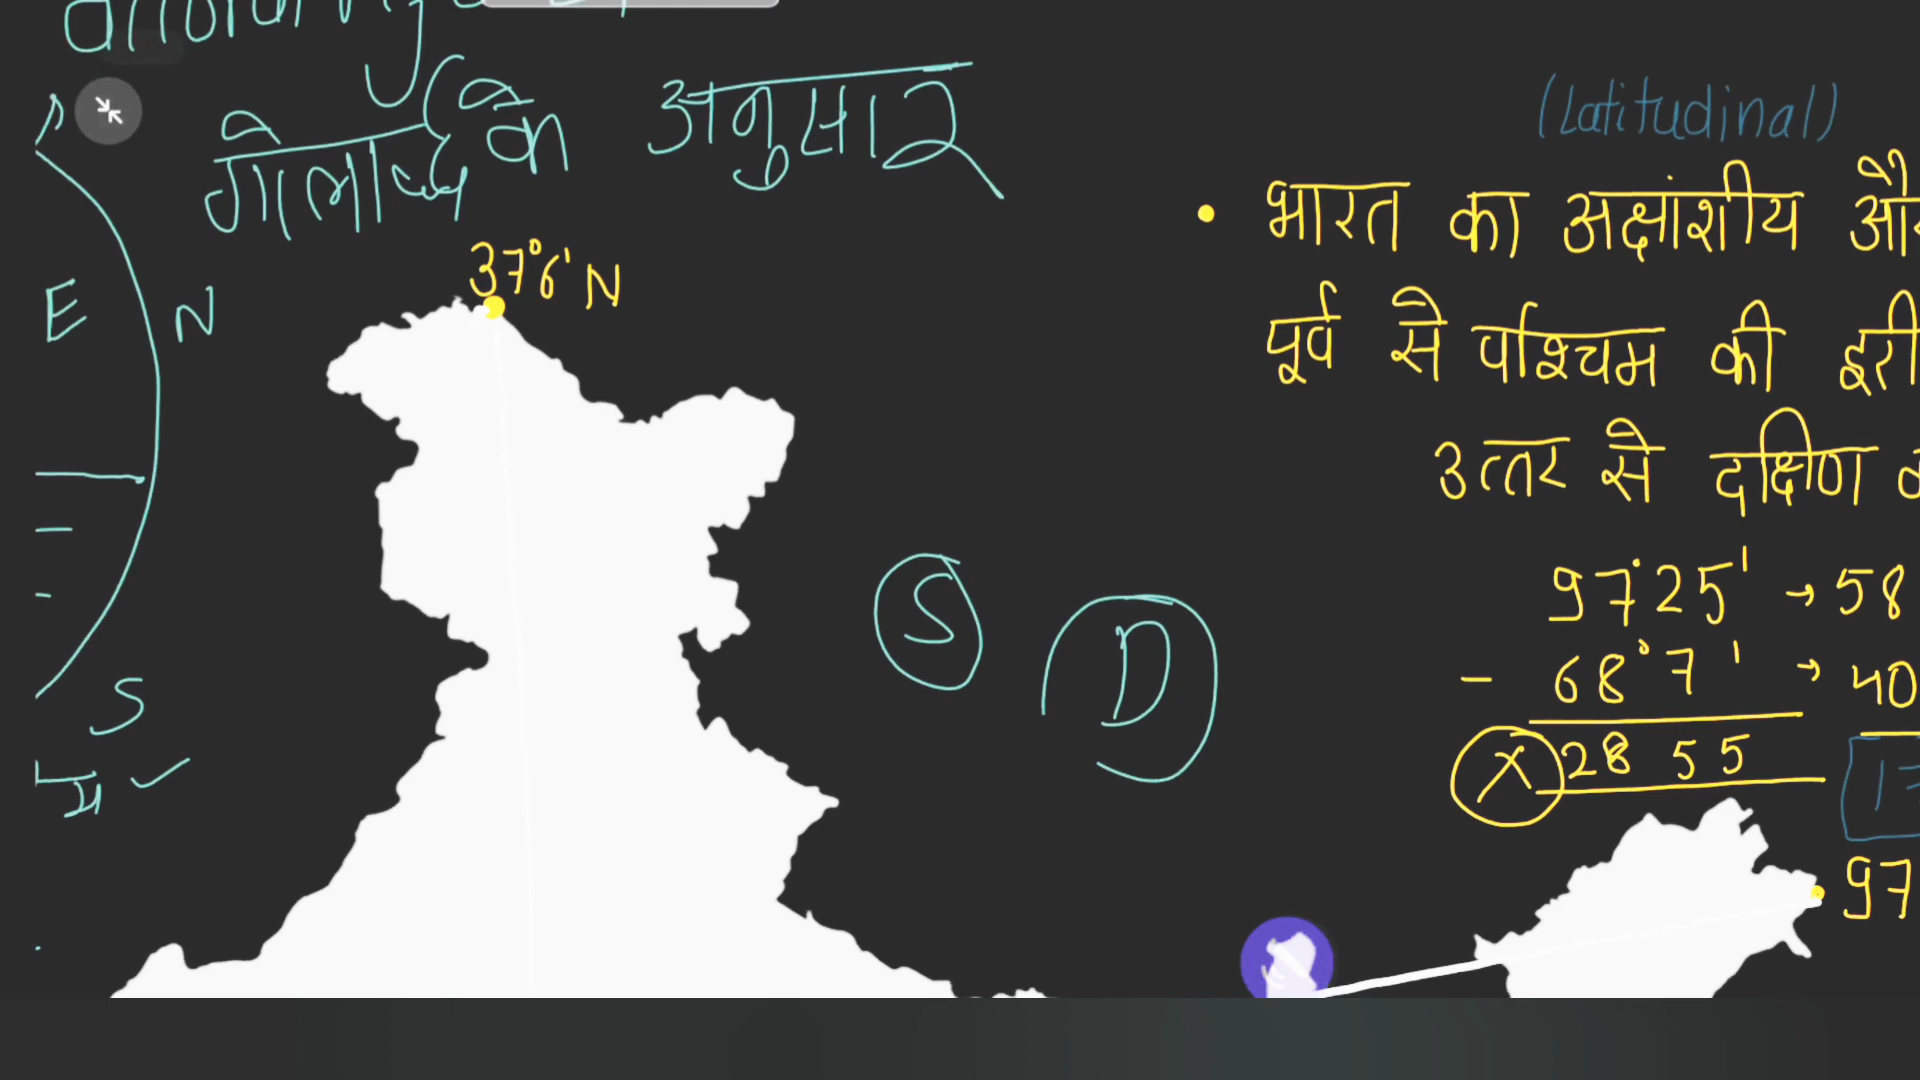 गोलार्द्ध के अनुसार
E
N
S
37°6' N
S
D
(Latitudinal)
• भारत का अक्षांशीय
पूर्व से पश्चिम की
उत्तर से दक्षिण
97°25' → 58
- 68°7' → 40
X 28 55
97